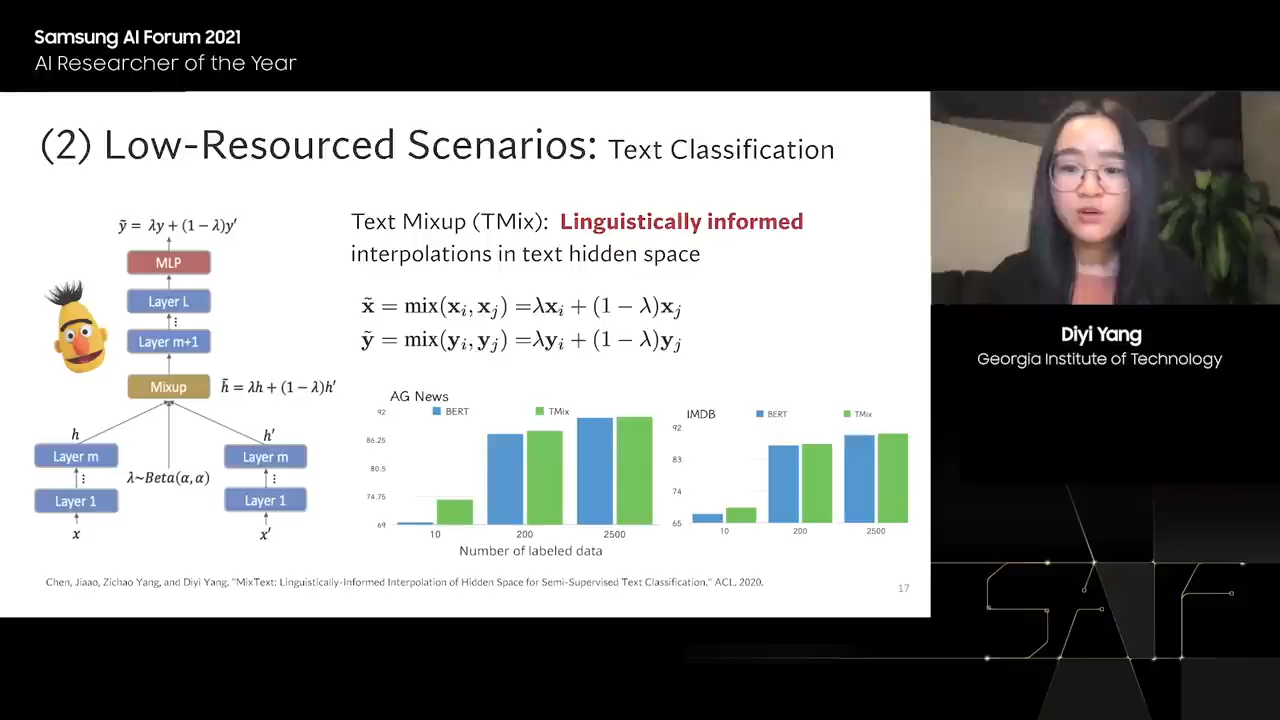 Samsung AI Forum 2021
AI Researcher of the Year
(2) Low-Resourced Scenarios: Text Classification
ỹ = λy + (1 − λ)y′
MLP
Layer L
⋮
Layer m+1
Mixup
h̃ = λh + (1 − λ)h′
h
h′
Layer m
Layer m
⋮
λ~Beta(α, α)
⋮
Layer 1
Layer 1
x
x′
Text Mixup (TMix): Linguistically informed
interpolations in text hidden space
x̃ = mix(xᵢ, xⱼ) =λxᵢ + (1 − λ)xⱼ
ỹ = mix(yᵢ, yⱼ) =λyᵢ + (1 − λ)yⱼ
AG News
BERT
TMix
92
86.25
80.5
74.75
69
10
200
2500
Number of labeled data
IMDB
BERT
TMix
92
83
74
65
10
200
2500
Chen, Jiaao, Zichao Yang, and Diyi Yang. "MixText: Linguistically-Informed Interpolation of Hidden Space for Semi-Supervised Text Classification." ACL. 2020.
17
Diyi Yang
Georgia Institute of Technology
SAF